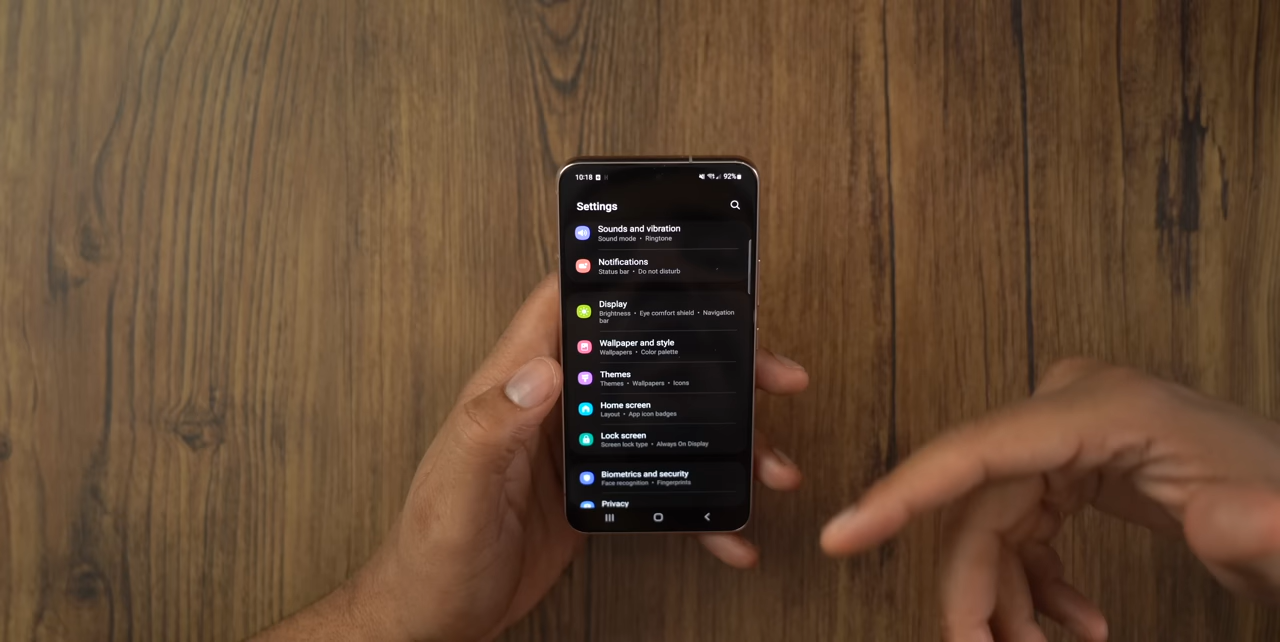 10:18
92%
Settings
Sounds and vibration
Sound mode • Ringtone
Notifications
Status bar • Do not disturb
Display
Brightness • Eye comfort shield • Navigation
bar
Wallpaper and style
Wallpapers • Color palette
Themes
Themes • Wallpapers • Icons
Home screen
Layout • App icon badges
Lock screen
Screen lock type • Always On Display
Biometrics and security
Face recognition • Fingerprints
Privacy